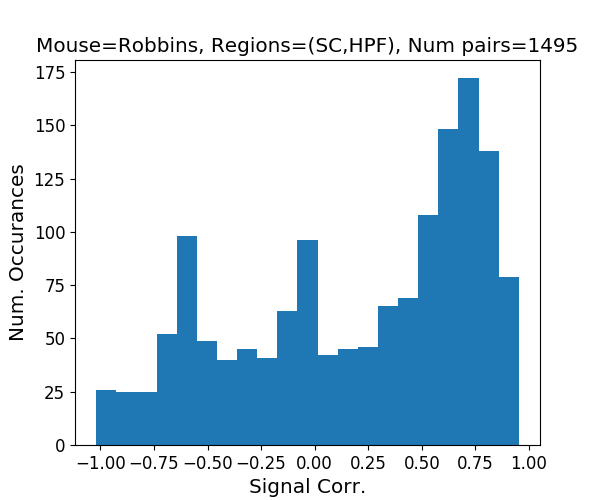 Mouse=Robbins, Regions=(SC,HPF), Num pairs=1495
175
150
125
100
75
50
25
0
Num. Occurances
−1.00 −0.75 −0.50 −0.25 0.00 0.25 0.50 0.75 1.00
Signal Corr.